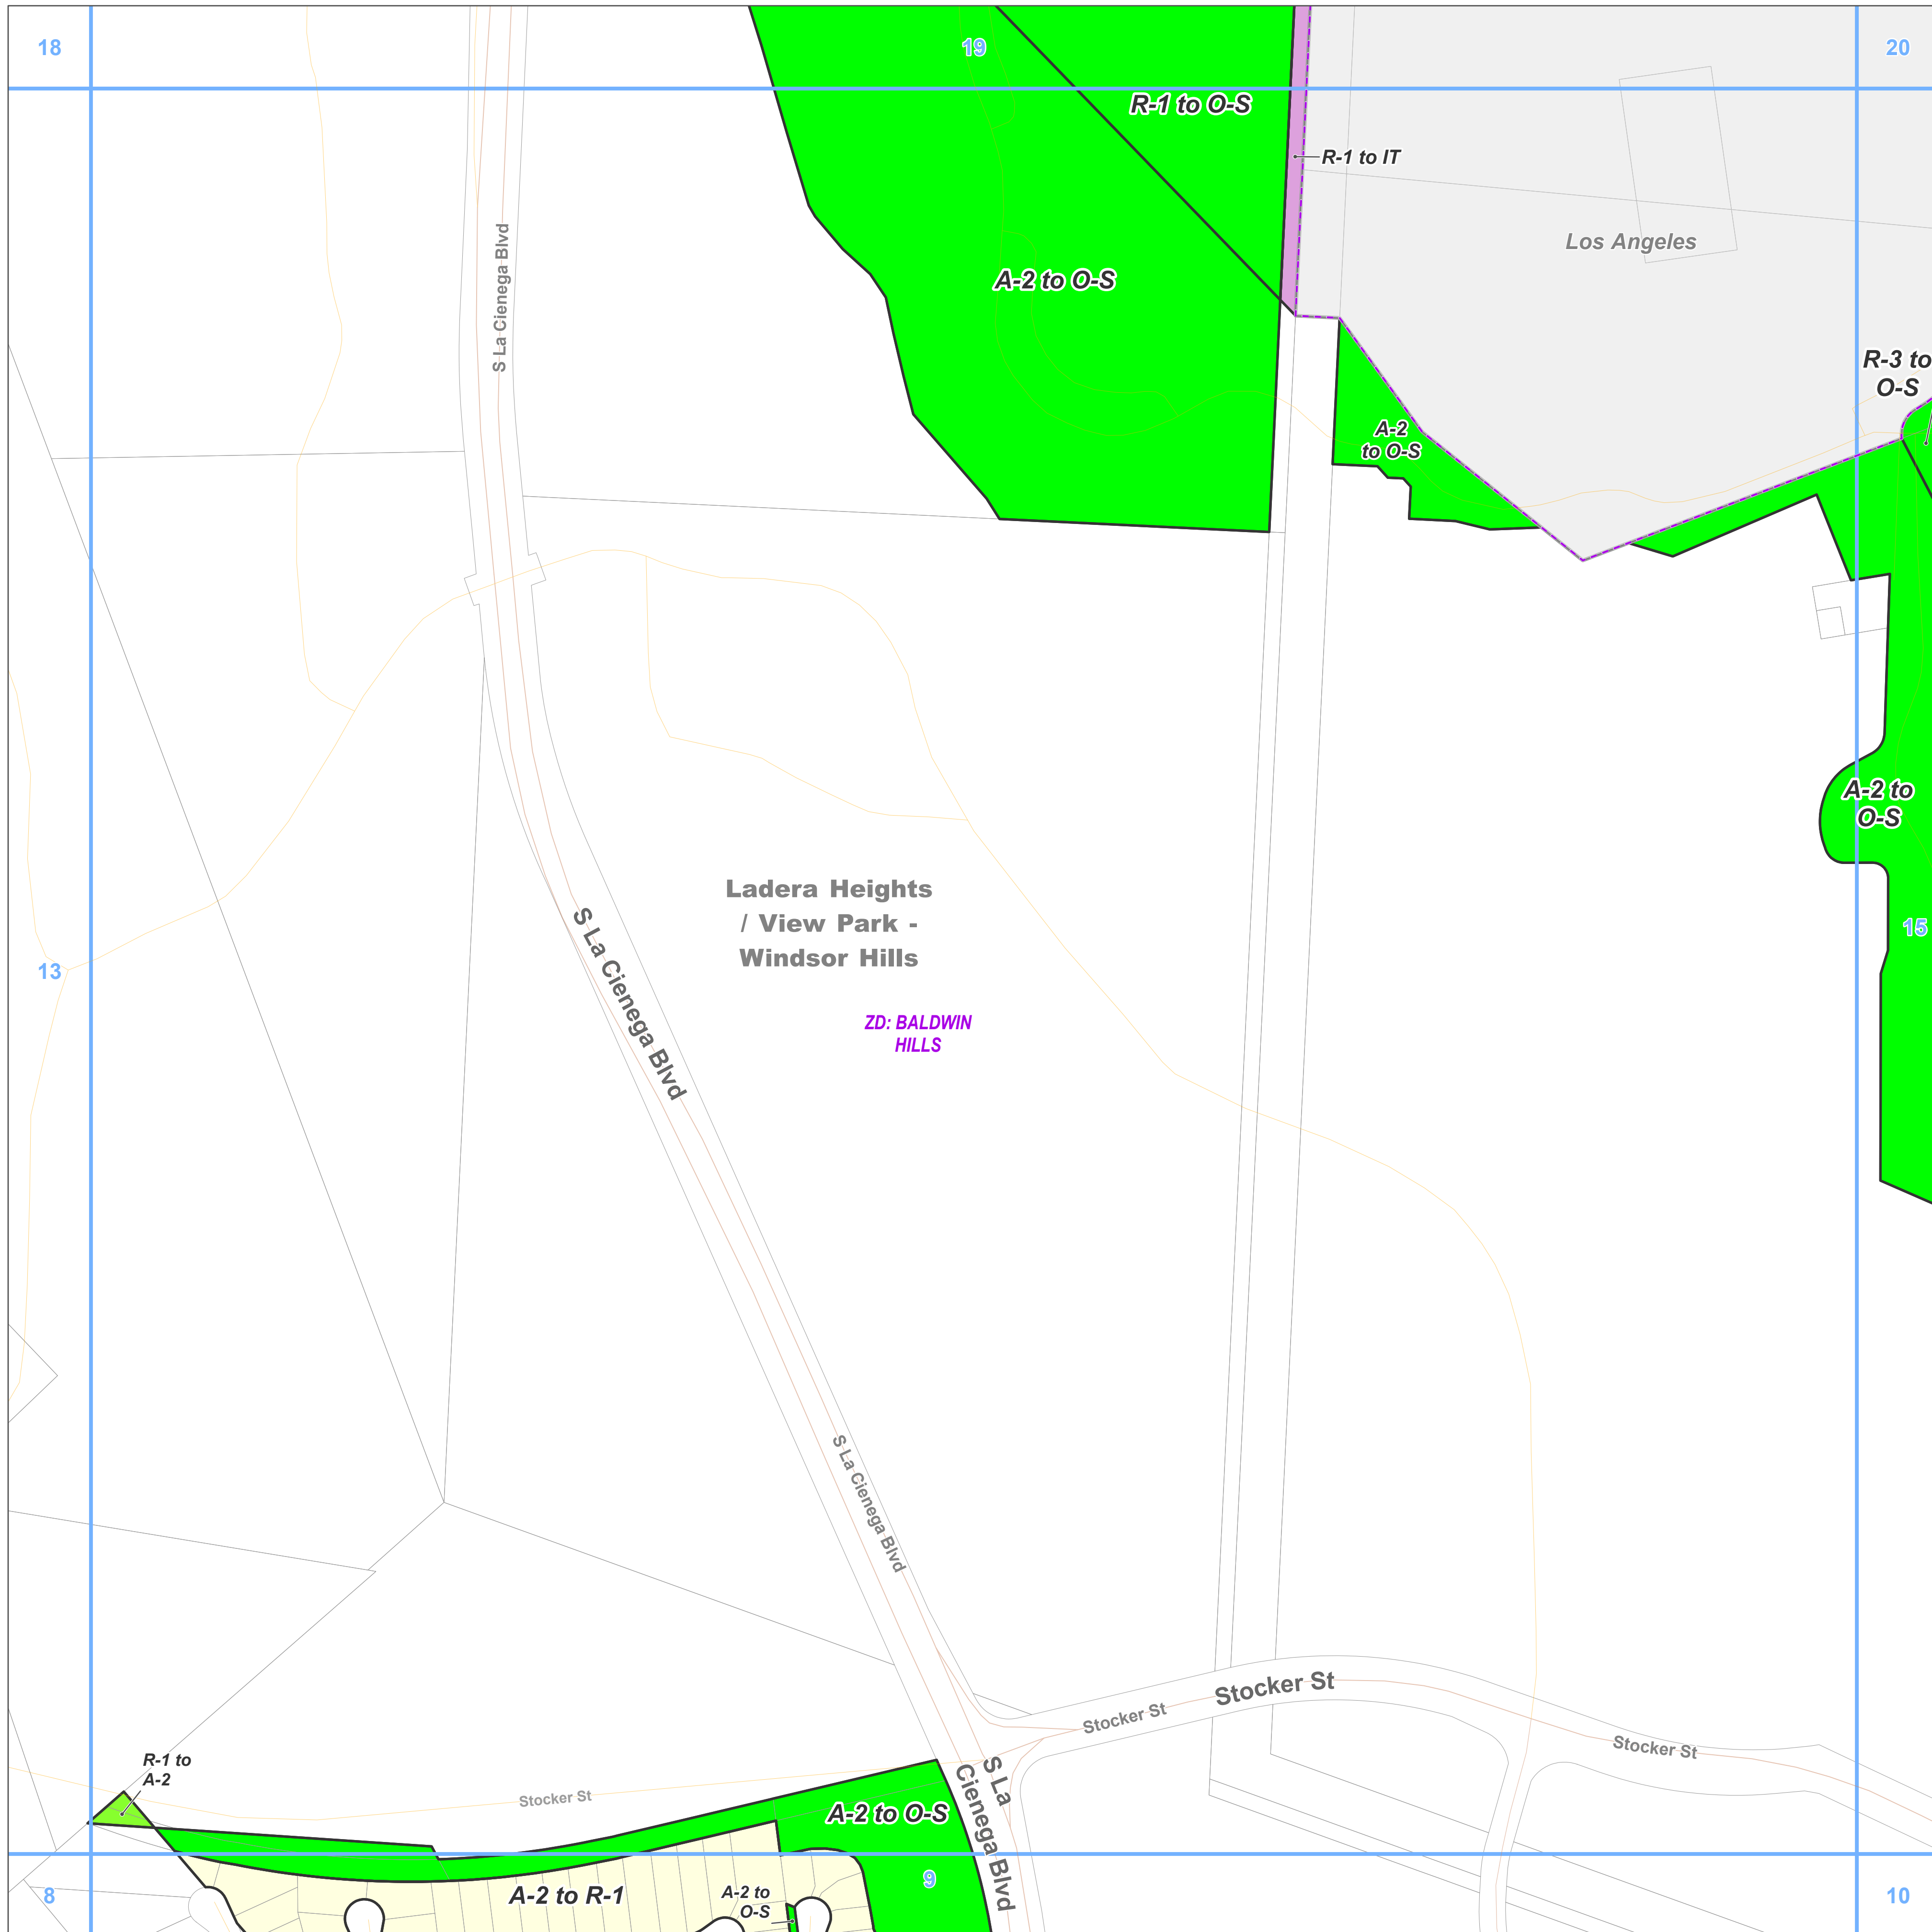 18
19
20
R-1 to O-S
R-1 to IT
Los Angeles
A-2 to O-S
S La Cienega Blvd
R-3 to
O-S
A-2
to O-S
A-2 to
O-S
Ladera Heights
/ View Park -
Windsor Hills
S La Cienega Blvd
15
13
ZD: BALDWIN
HILLS
S La Cienega Blvd
Stocker St
Stocker St
Stocker St
R-1 to
A-2
Stocker St
S La
Cienega Blvd
A-2 to O-S
9
8
A-2 to R-1
A-2 to
O-S
10